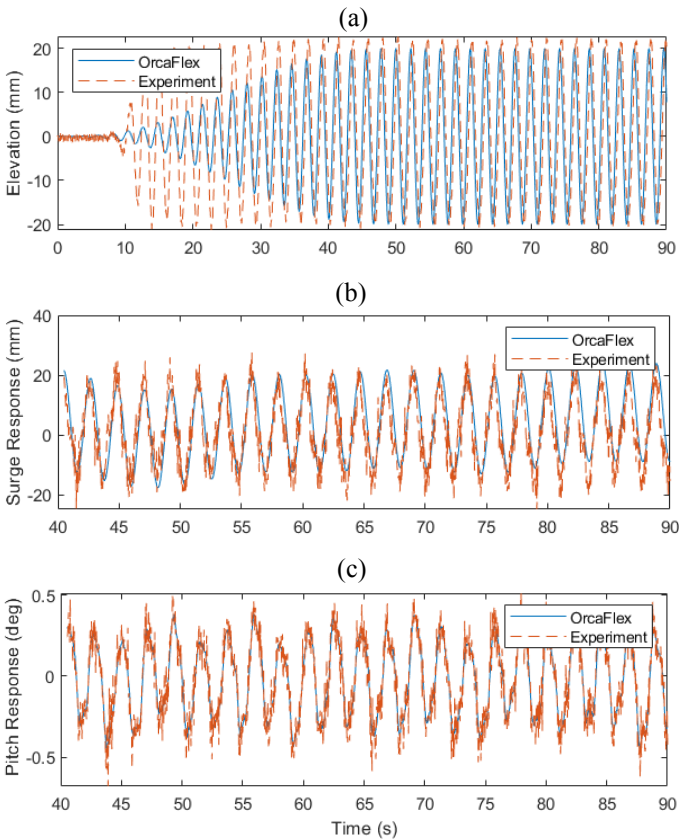 (a)
20
10
0
-10
-20
Elevation (mm)
OrcaFlex
Experiment
0 10 20 30 40 50 60 70 80 90
(b)
40
20
0
-20
Surge Response (mm)
OrcaFlex
Experiment
40 45 50 55 60 65 70 75 80 85 90
(c)
0.5
0
-0.5
Pitch Response (deg)
OrcaFlex
Experiment
40 45 50 55 60 65 70 75 80 85 90
Time (s)